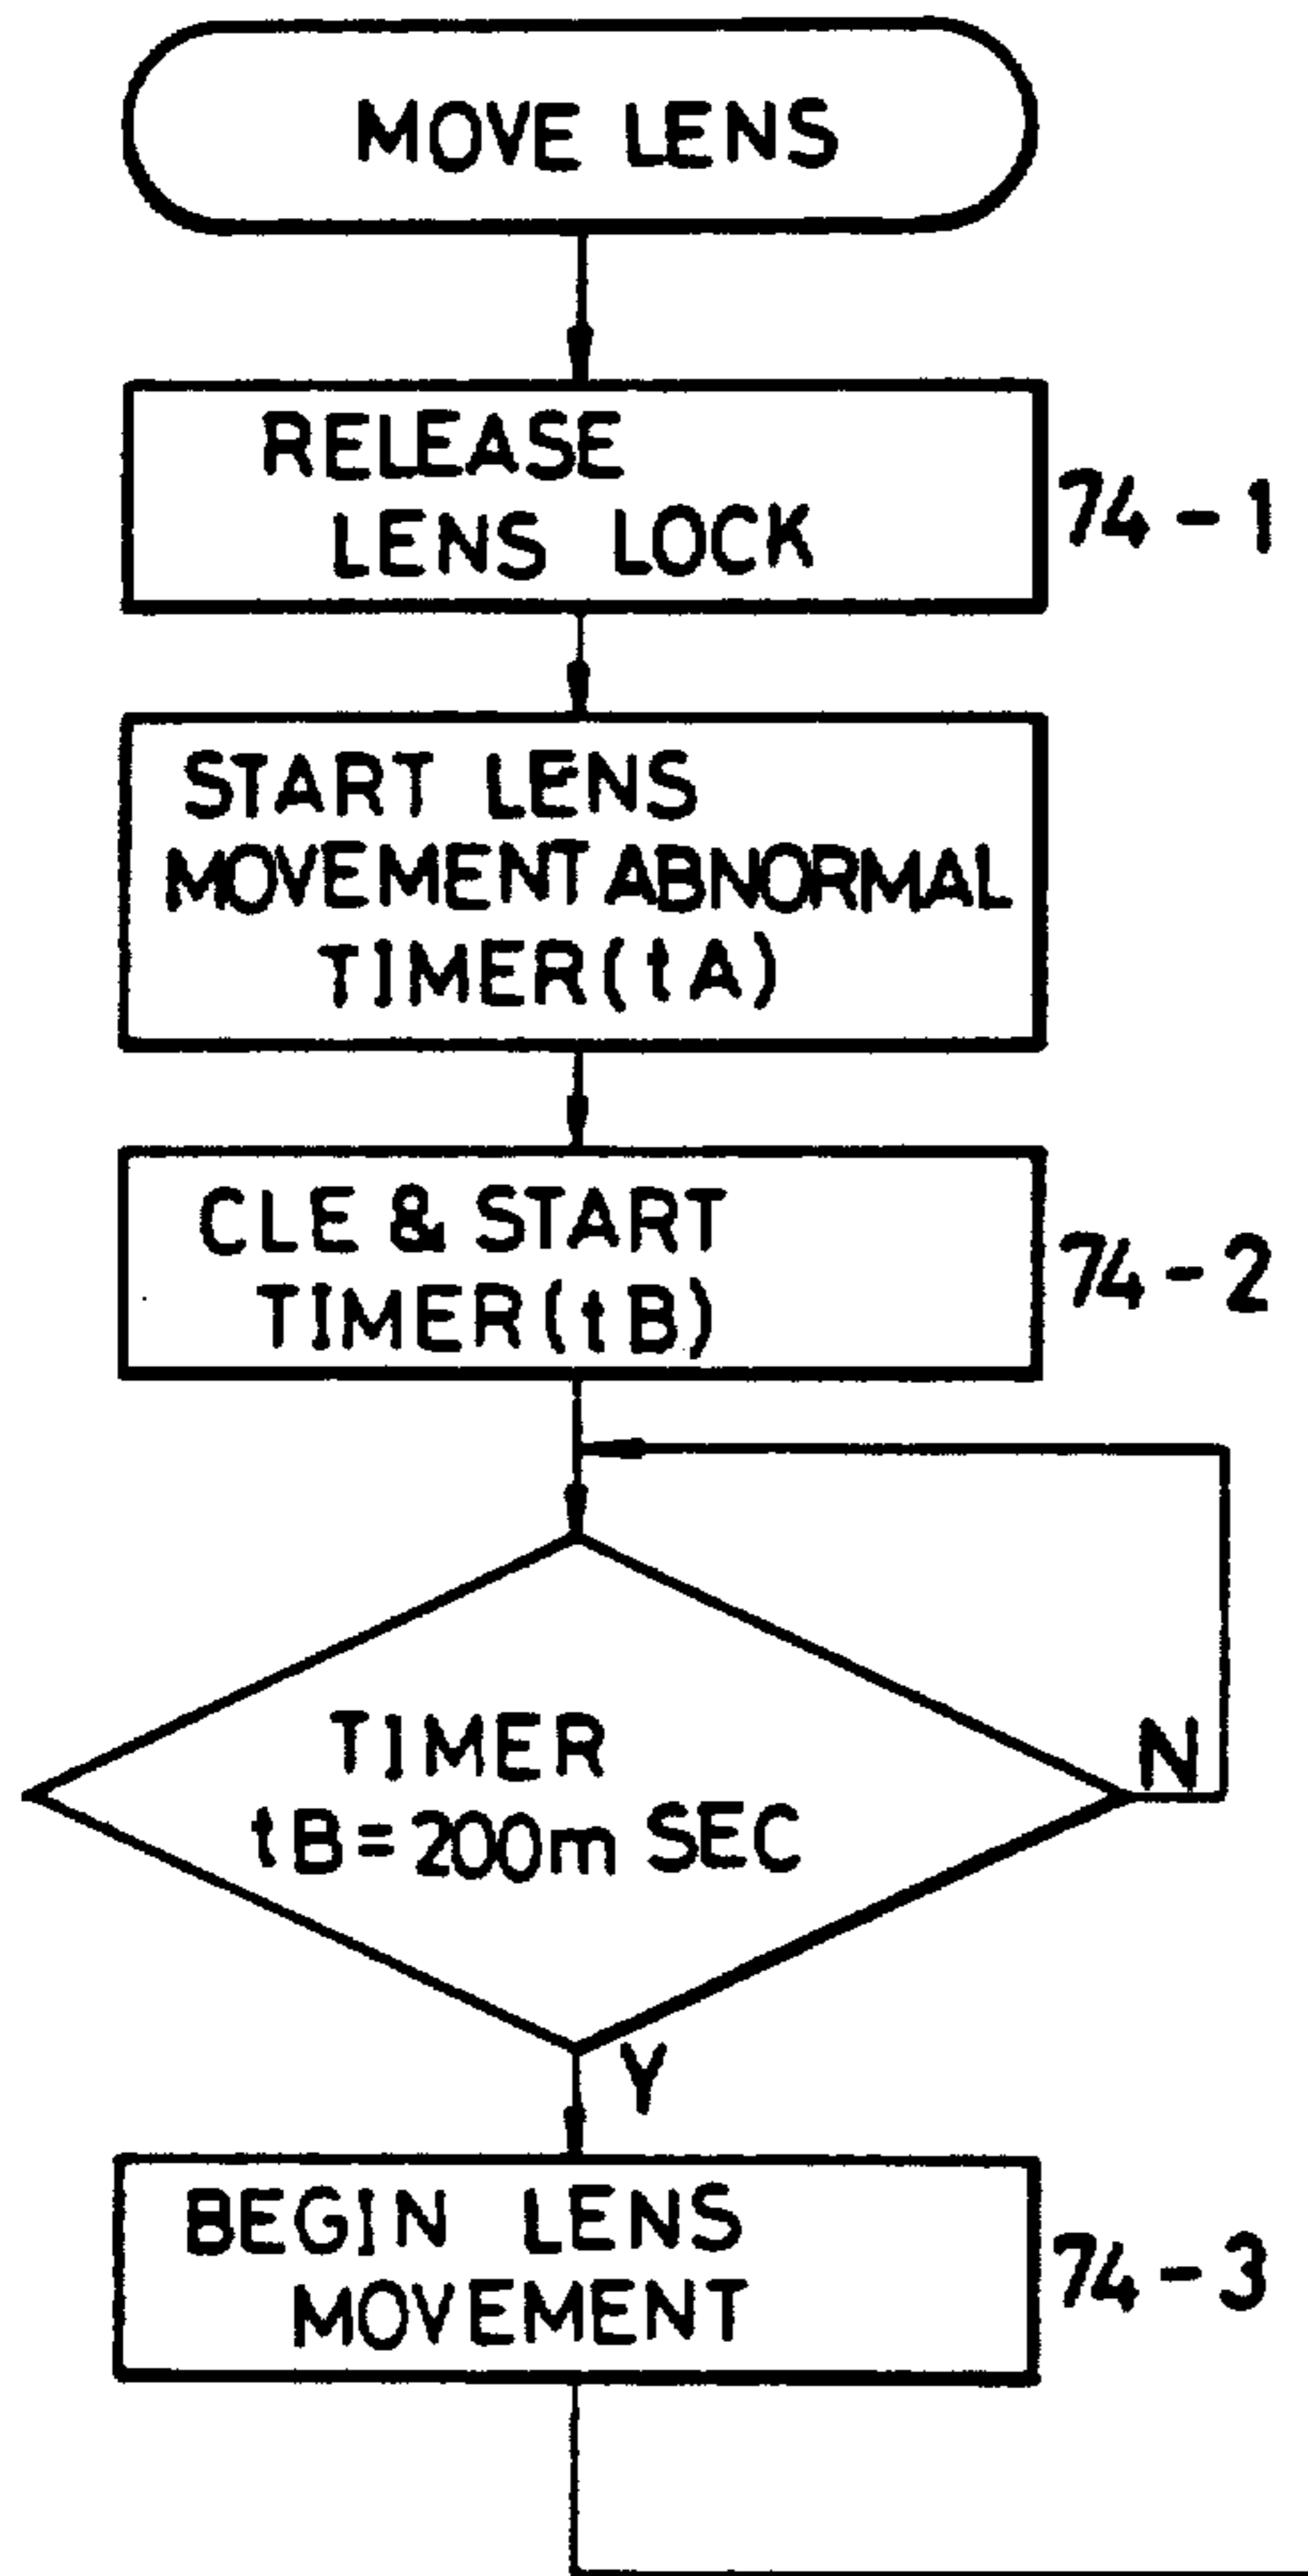 MOVE LENS
RELEASE
LENS LOCK
74-1
START LENS
MOVEMENT ABNORMAL
TIMER(tA)
CLE & START
TIMER(tB)
74-2
TIMER
tB=200m SEC
N
Y
BEGIN LENS
MOVEMENT
74-3